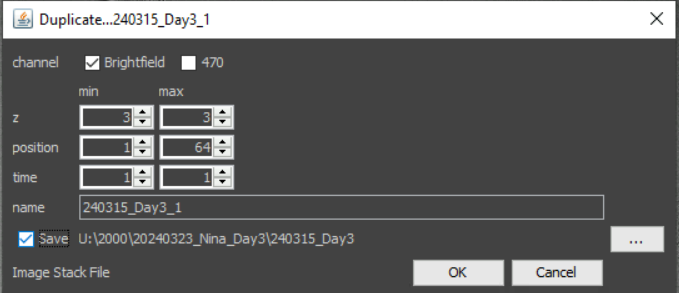 Duplicate...240315_Day3_1
channel Brightfield 470
min max
z 3 3
position 1 64
time 1 1
name 240315_Day3_1
Save U:\2000\20240323_Nina_Day3\240315_Day3 ...
Image Stack File OK Cancel